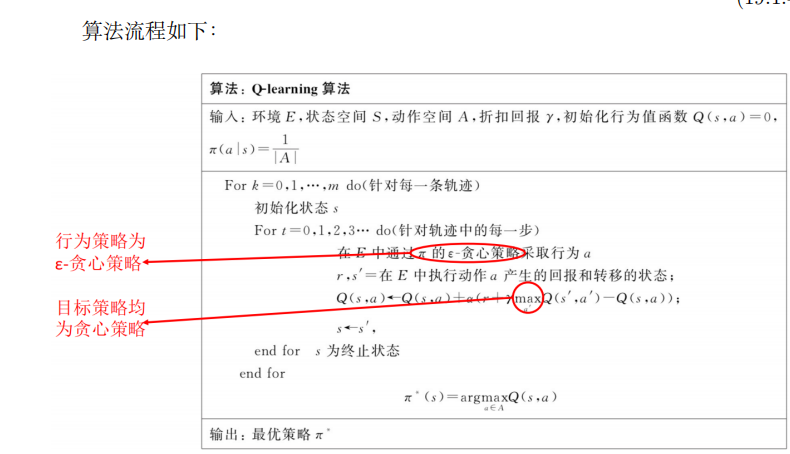 (19.1.
算法流程如下：
算法：Q-learning 算法
输入：环境 E,状态空间 S,动作空间 A,折扣回报 γ,初始化行为值函数 Q(s,a)=0,
π(a|s)=1/|A|
For k=0,1,⋯,m do(针对每一条轨迹)
初始化状态 s
For t=0,1,2,3⋯ do(针对轨迹中的每一步)
行为策略为
ε-贪心策略
在 E 中通过 π 的 ε-贪心策略采取行为 a
r,s′=在 E 中执行动作 a 产生的回报和转移的状态；
目标策略均
为贪心策略
Q(s,a)←Q(s,a)+α(r+γmaxQ(s′,a′)−Q(s,a))；
a′
s←s′,
end for s 为终止状态
end for
π*(s)=argmaxQ(s,a)
a∈A
输出：最优策略 π*